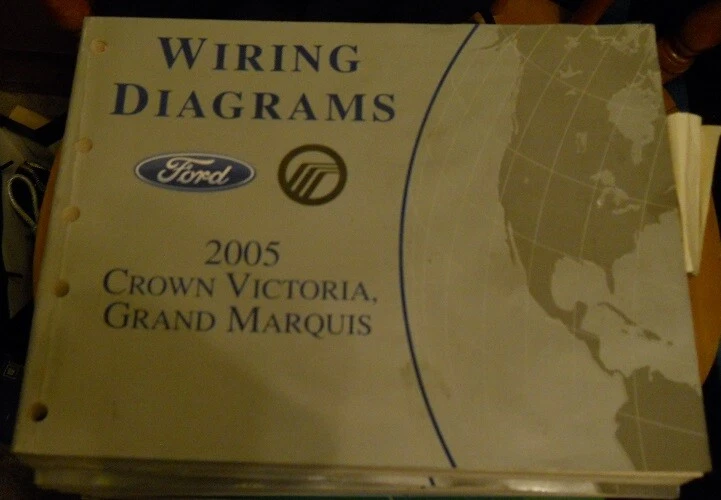 WIRING
DIAGRAMS
Ford
2005
CROWN VICTORIA,
GRAND MARQUIS